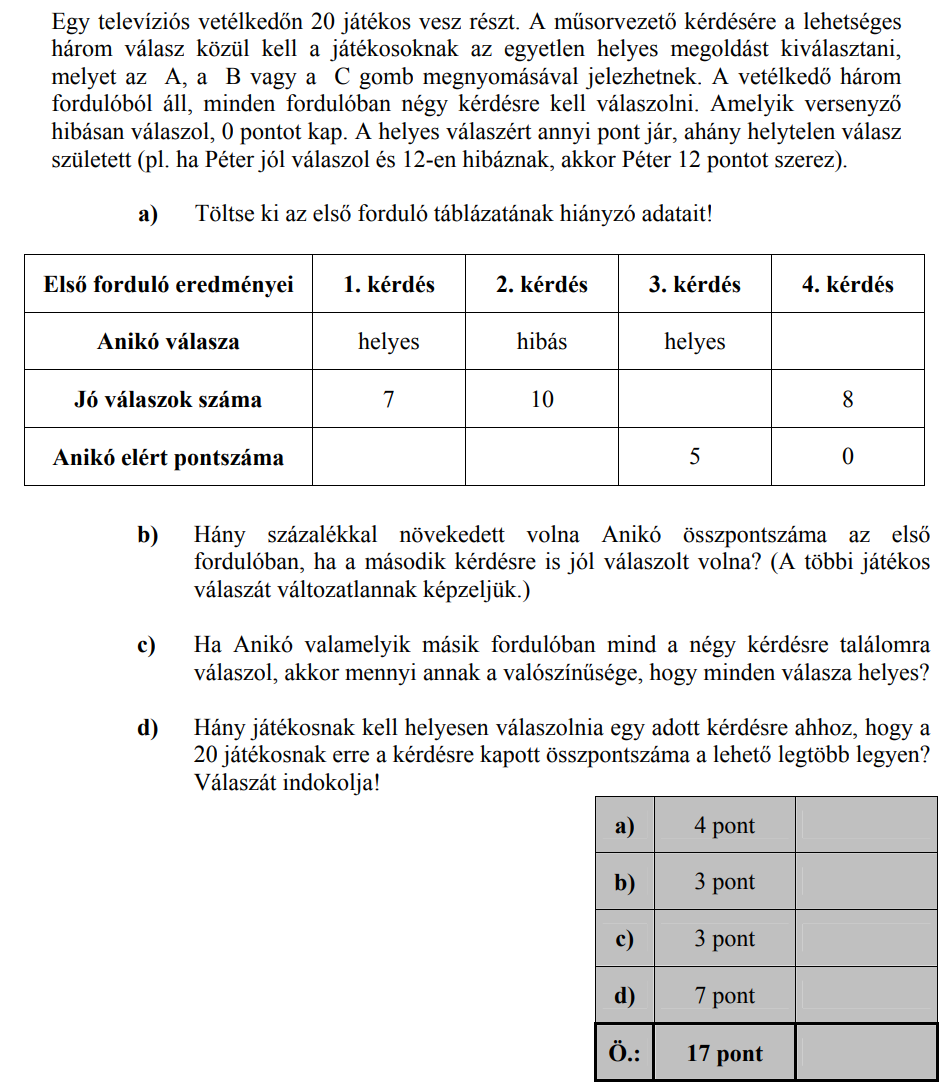 Egy televíziós vetélkedőn 20 játékos vesz részt. A műsorvezető kérdésére a lehetséges
három válasz közül kell a játékosoknak az egyetlen helyes megoldást kiválasztani,
melyet az A, a B vagy a C gomb megnyomásával jelezhetnek. A vetélkedő három
fordulóból áll, minden fordulóban négy kérdésre kell válaszolni. Amelyik versenyző
hibásan válaszol, 0 pontot kap. A helyes válaszért annyi pont jár, ahány helytelen válasz
született (pl. ha Péter jól válaszol és 12-en hibáznak, akkor Péter 12 pontot szerez).
a) Töltse ki az első forduló táblázatának hiányzó adatait!
Első forduló eredményei 1. kérdés 2. kérdés 3. kérdés 4. kérdés
Anikó válasza helyes hibás helyes
Jó válaszok száma 7 10 8
Anikó elért pontszáma 5 0
b) Hány százalékkal növekedett volna Anikó összpontszáma az első
fordulóban, ha a második kérdésre is jól válaszolt volna? (A többi játékos
válaszát változatlannak képzeljük.)
c) Ha Anikó valamelyik másik fordulóban mind a négy kérdésre találomra
válaszol, akkor mennyi annak a valószínűsége, hogy minden válasza helyes?
d) Hány játékosnak kell helyesen válaszolnia egy adott kérdésre ahhoz, hogy a
20 játékosnak erre a kérdésre kapott összpontszáma a lehető legtöbb legyen?
Válaszát indokolja!
a) 4 pont
b) 3 pont
c) 3 pont
d) 7 pont
Ö.: 17 pont